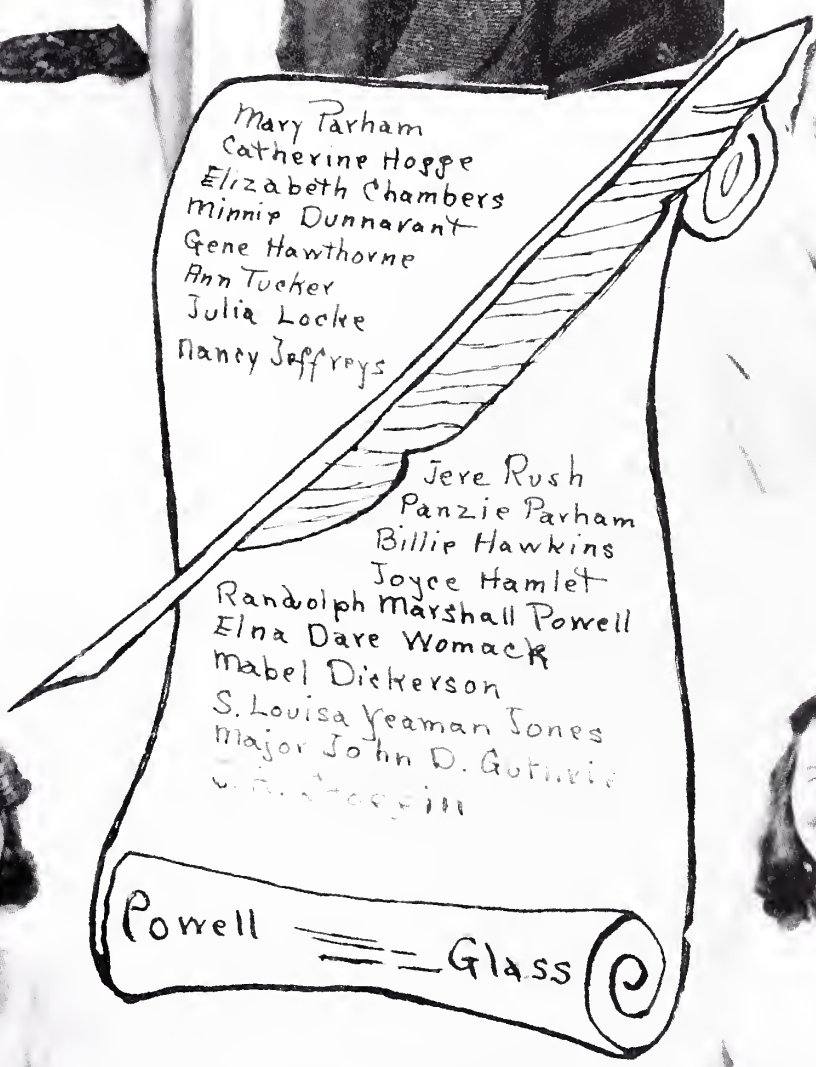 Mary Parham
Catherine Hogge
Elizabeth Chambers
Minnie Dunnavant
Gene Hawthorne
Ann Tucker
Julia Locke
Nancy Jeffreys
Jere Rush
Panzie Parham
Billie Hawkins
Joyce Hamlet
Randolph Marshall Powell
Elna Dare Womack
Mabel Dickerson
S. Louisa Yeaman Jones
Major John D. Guthrie
Powell Glass